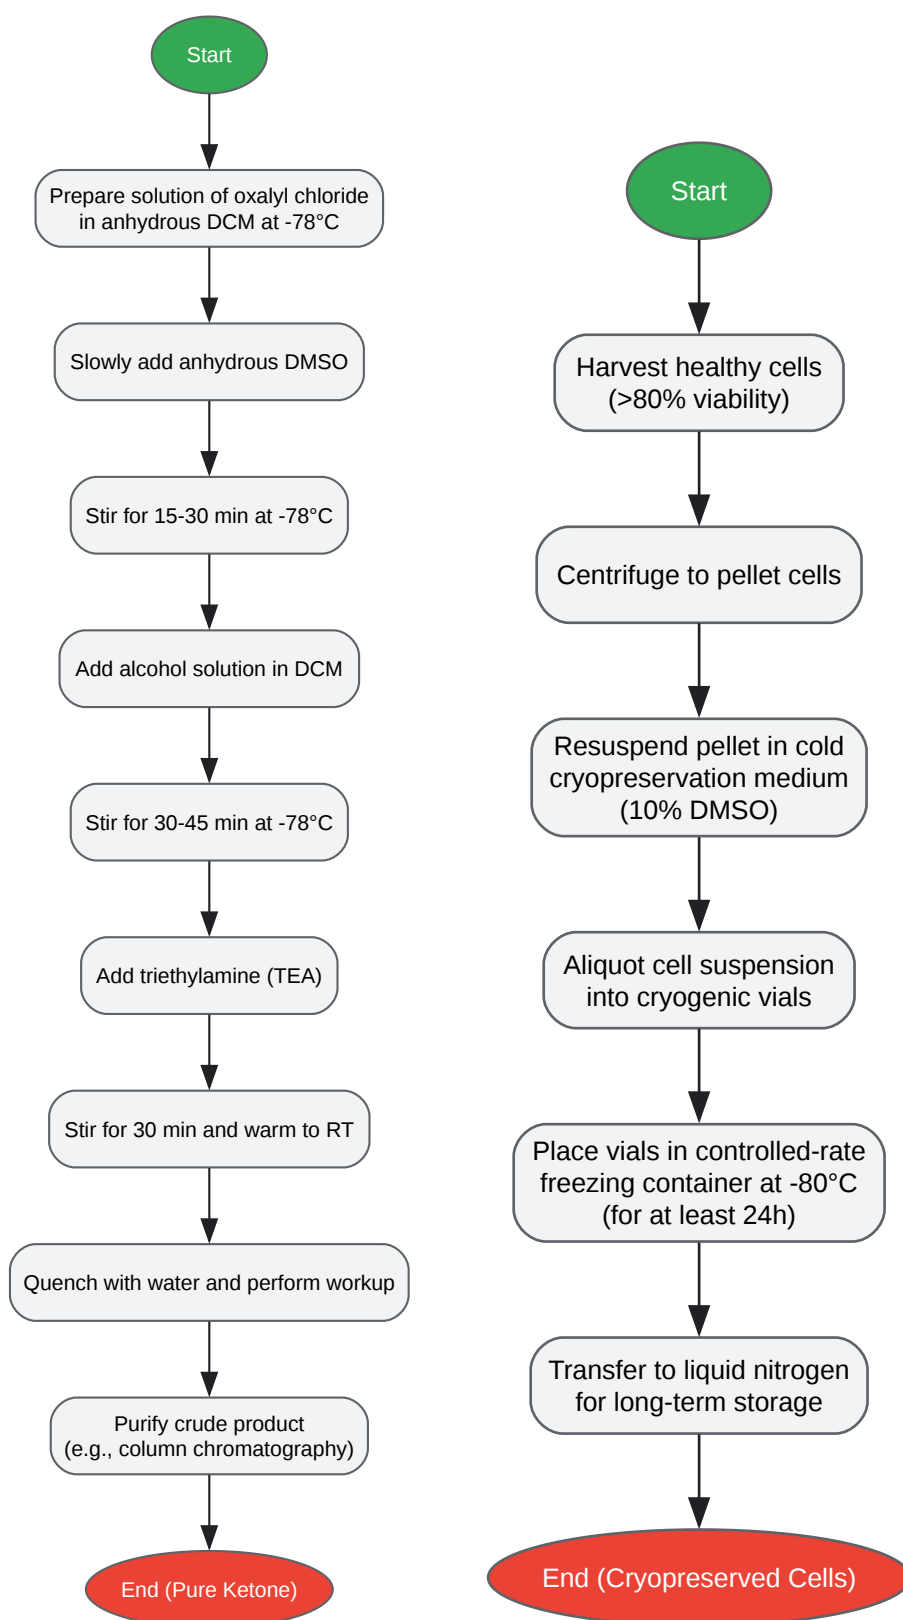 Start
Prepare solution of oxalyl chloride
in anhydrous DCM at -78°C
Slowly add anhydrous DMSO
Stir for 15-30 min at -78°C
Add alcohol solution in DCM
Stir for 30-45 min at -78°C
Add triethylamine (TEA)
Stir for 30 min and warm to RT
Quench with water and perform workup
Purify crude product
(e.g., column chromatography)
End (Pure Ketone)
Start
Harvest healthy cells
(>80% viability)
Centrifuge to pellet cells
Resuspend pellet in cold
cryopreservation medium
(10% DMSO)
Aliquot cell suspension
into cryogenic vials
Place vials in controlled-rate
freezing container at -80°C
(for at least 24h)
Transfer to liquid nitrogen
for long-term storage
End (Cryopreserved Cells)